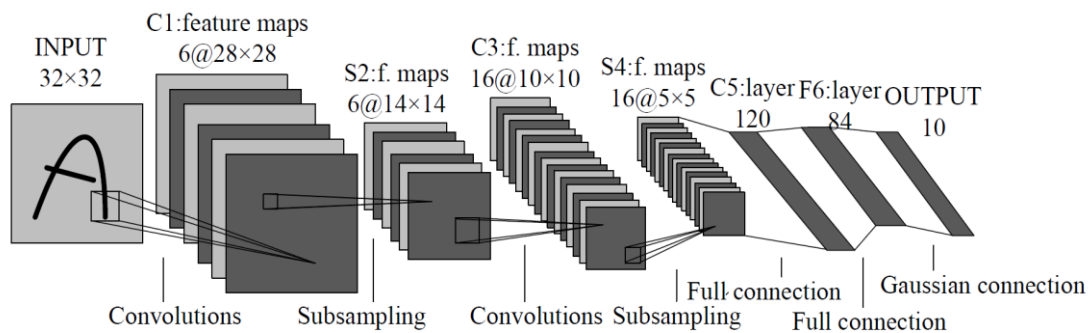 INPUT
32×32
C1:feature maps
6@28×28
S2:f. maps
6@14×14
C3:f. maps
16@10×10
S4:f. maps
16@5×5
C5:layer
120
F6:layer
84
OUTPUT
10
Convolutions
Subsampling
Convolutions
Subsampling
Full connection
Full connection
Gaussian connection
A